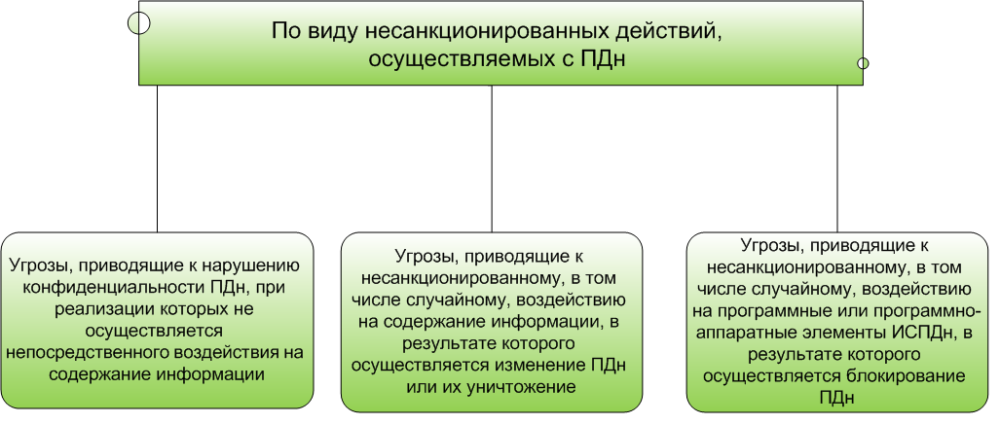 По виду несанкционированных действий,
осуществляемых с ПДн
Угрозы, приводящие к нарушению
конфиденциальности ПДн, при
реализации которых не
осуществляется
непосредственного воздействия на
содержание информации
Угрозы, приводящие к
несанкционированному, в том
числе случайному, воздействию
на содержание информации, в
результате которого
осуществляется изменение ПДн
или их уничтожение
Угрозы, приводящие к
несанкционированному, в том
числе случайному, воздействию
на программные или программно-
аппаратные элементы ИСПДн, в
результате которого
осуществляется блокирование
ПДн